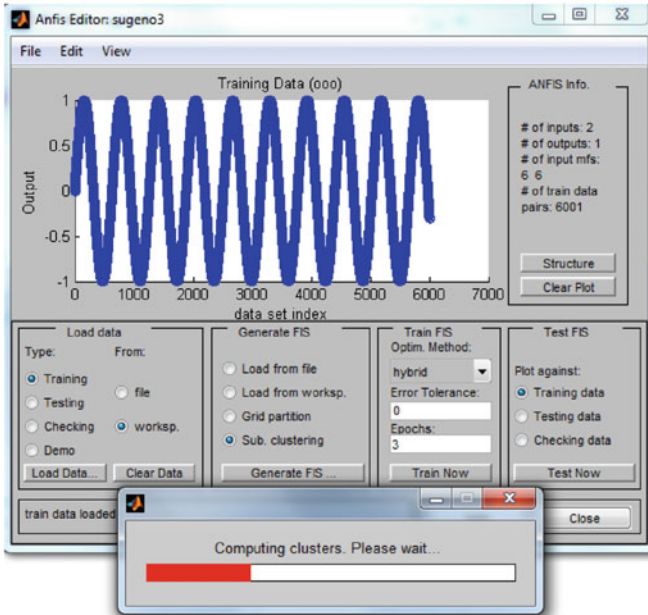 Anfis Editor: sugeno3
File Edit View
Training Data (ooo)
1
0.5
0
-0.5
-1
Output
0 1000 2000 3000 4000 5000 6000 7000
data set index
ANFIS Info.
# of inputs: 2
# of outputs: 1
# of input mfs:
6 6
# of train data
pairs: 6001
Structure
Clear Plot
Load data
Type: From:
Training
Testing
Checking
Demo
file
worksp.
Load Data... Clear Data
Generate FIS
Load from file
Load from worksp.
Grid partition
Sub. clustering
Generate FIS ...
Train FIS
Optim. Method:
hybrid
Error Tolerance:
0
Epochs:
3
Train Now
Test FIS
Plot against:
Training data
Testing data
Checking data
Test Now
train data loaded
Close
Computing clusters. Please wait...